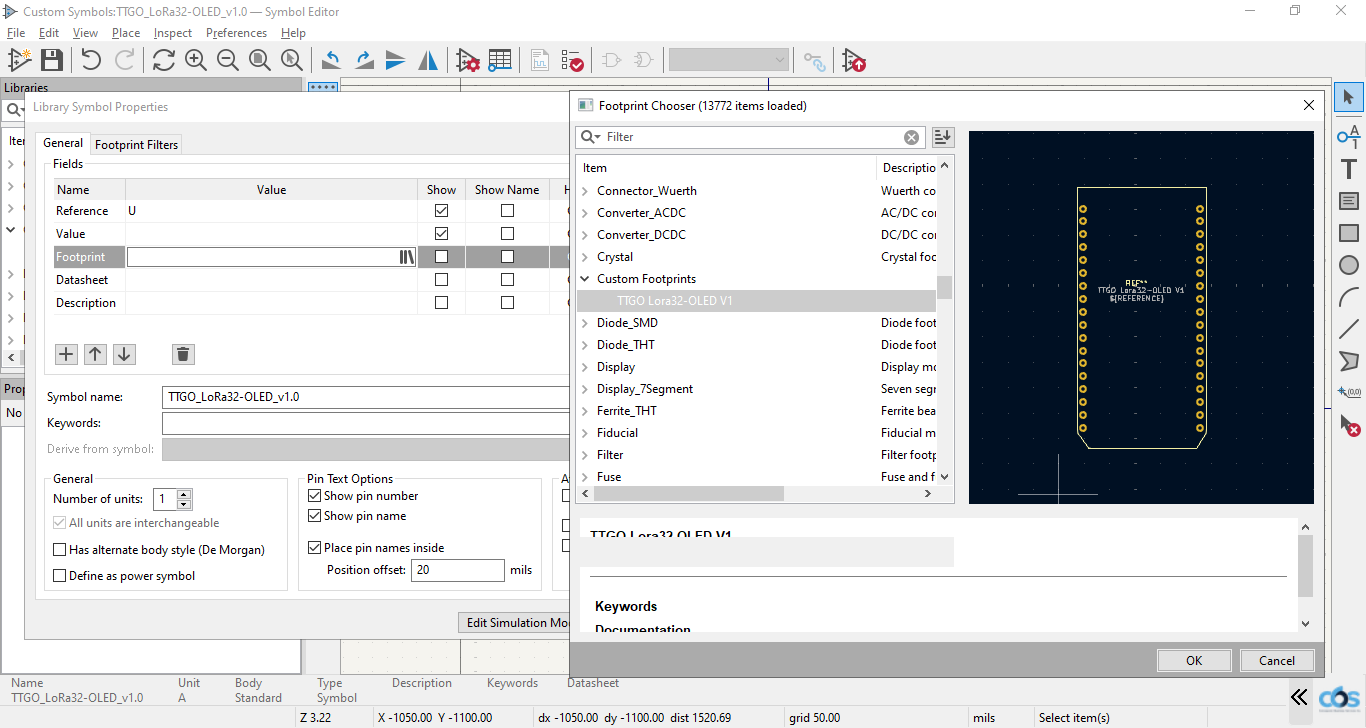 Custom Symbols:TTGO_LoRa32-OLED_v1.0 — Symbol Editor
File Edit View Place Inspect Preferences Help
Libraries
Library Symbol Properties
General Footprint Filters
Fields
Name Value Show Show Name
Reference U
Value
Footprint
Datasheet
Description
Symbol name: TTGO_LoRa32-OLED_v1.0
Keywords:
Derive from symbol:
General
Number of units: 1
All units are interchangeable
Has alternate body style (De Morgan)
Define as power symbol
Pin Text Options
Show pin number
Show pin name
Place pin names inside
Position offset: 20 mils
Edit Simulation Mo
Footprint Chooser (13772 items loaded)
Filter
Item Descriptio
Connector_Wuerth Wuerth co
Converter_ACDC AC/DC co
Converter_DCDC DC/DC co
Crystal Crystal foo
Custom Footprints
TTGO Lora32-OLED V1
Diode_SMD Diode foot
Diode_THT Diode foot
Display Display mo
Display_7Segment Seven segr
Ferrite_THT Ferrite bea
Fiducial Fiducial m
Filter Filter footp
Fuse Fuse and f
REF**
TTGO Lora32-OLED V1
${REFERENCE}
TTGO Lora32 OLED V1
Keywords
Documentation
OK Cancel
A
1
T
(0,0)
Iter
Prop
No
Name Unit Body Type Description Keywords Datasheet
TTGO_LoRa32-OLED_v1.0 A Standard Symbol
Z 3.22 X -1050.00 Y -1100.00 dx -1050.00 dy -1100.00 dist 1520.69 grid 50.00 mils Select item(s)